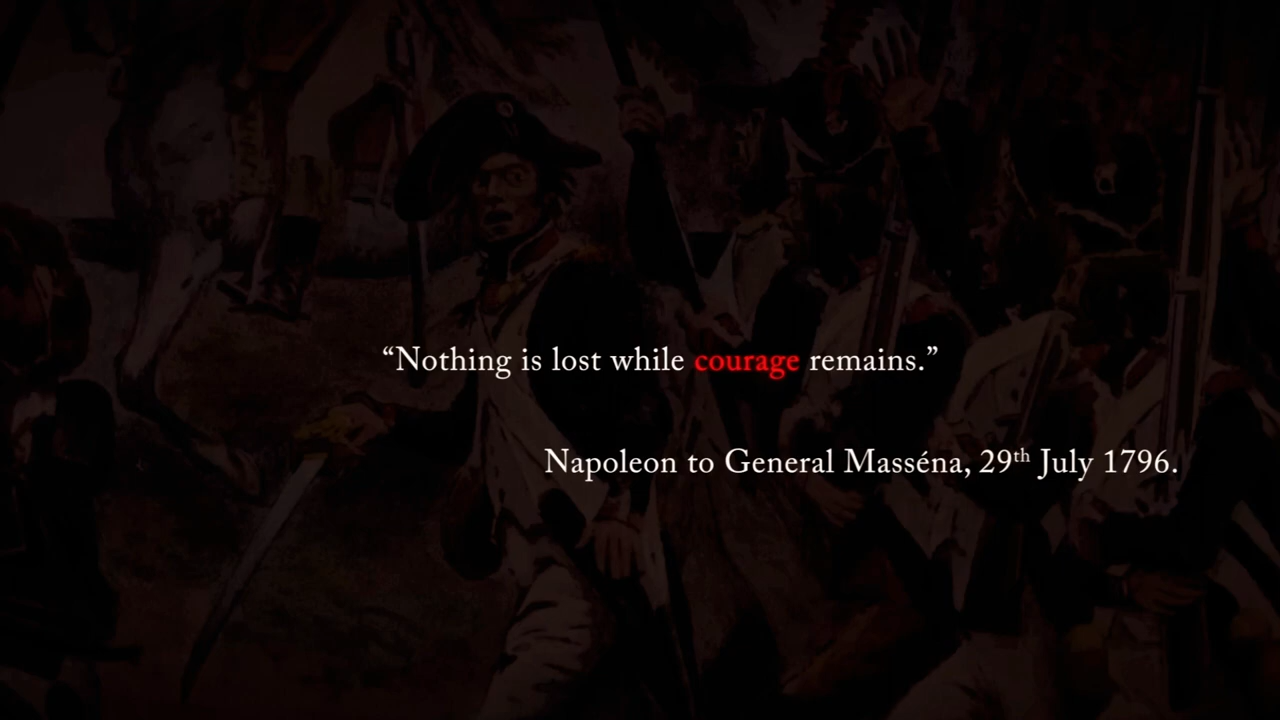 “Nothing is lost while courage remains.”
Napoleon to General Masséna, 29th July 1796.